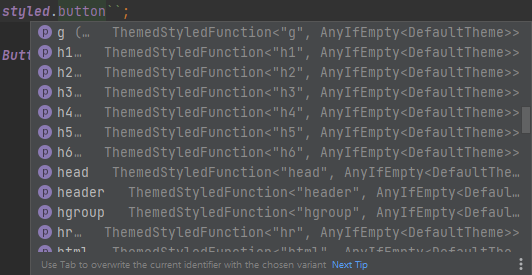 styled.button``;
Butt
g (… ThemedStyledFunction<"g", AnyIfEmpty<DefaultTheme>>
h1… ThemedStyledFunction<"h1", AnyIfEmpty<DefaultTheme>>
h2… ThemedStyledFunction<"h2", AnyIfEmpty<DefaultTheme>>
h3… ThemedStyledFunction<"h3", AnyIfEmpty<DefaultTheme>>
h4… ThemedStyledFunction<"h4", AnyIfEmpty<DefaultTheme>>
h5… ThemedStyledFunction<"h5", AnyIfEmpty<DefaultTheme>>
h6… ThemedStyledFunction<"h6", AnyIfEmpty<DefaultTheme>>
head ThemedStyledFunction<"head", AnyIfEmpty<DefaultThe…
header ThemedStyledFunction<"header", AnyIfEmpty<Defaul…
hgroup ThemedStyledFunction<"hgroup", AnyIfEmpty<Defaul…
hr… ThemedStyledFunction<"hr", AnyIfEmpty<DefaultTheme>>
html ThemedStyledFunction<"html", AnyIfEmpty<DefaultThe…
Use Tab to overwrite the current identifier with the chosen variant Next Tip